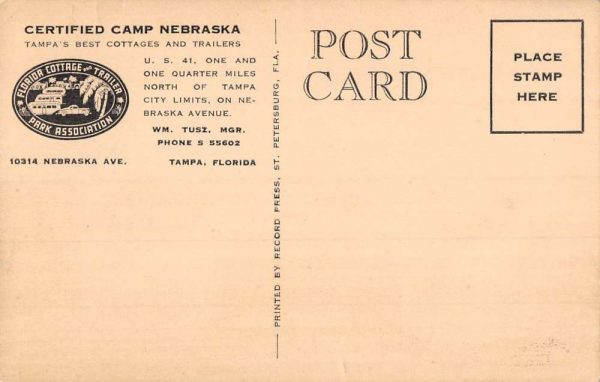 CERTIFIED CAMP NEBRASKA
TAMPA'S BEST COTTAGES AND TRAILERS
FLORIDA COTTAGE AND TRAILER
PARK ASSOCIATION
U. S. 41, ONE AND
ONE QUARTER MILES
NORTH OF TAMPA
CITY LIMITS, ON NE-
BRASKA AVENUE.
WM. TUSZ, MGR.
PHONE S 55602
10314 NEBRASKA AVE. TAMPA, FLORIDA
PRINTED BY RECORD PRESS, ST. PETERSBURG, FLA.
POST
CARD
PLACE
STAMP
HERE